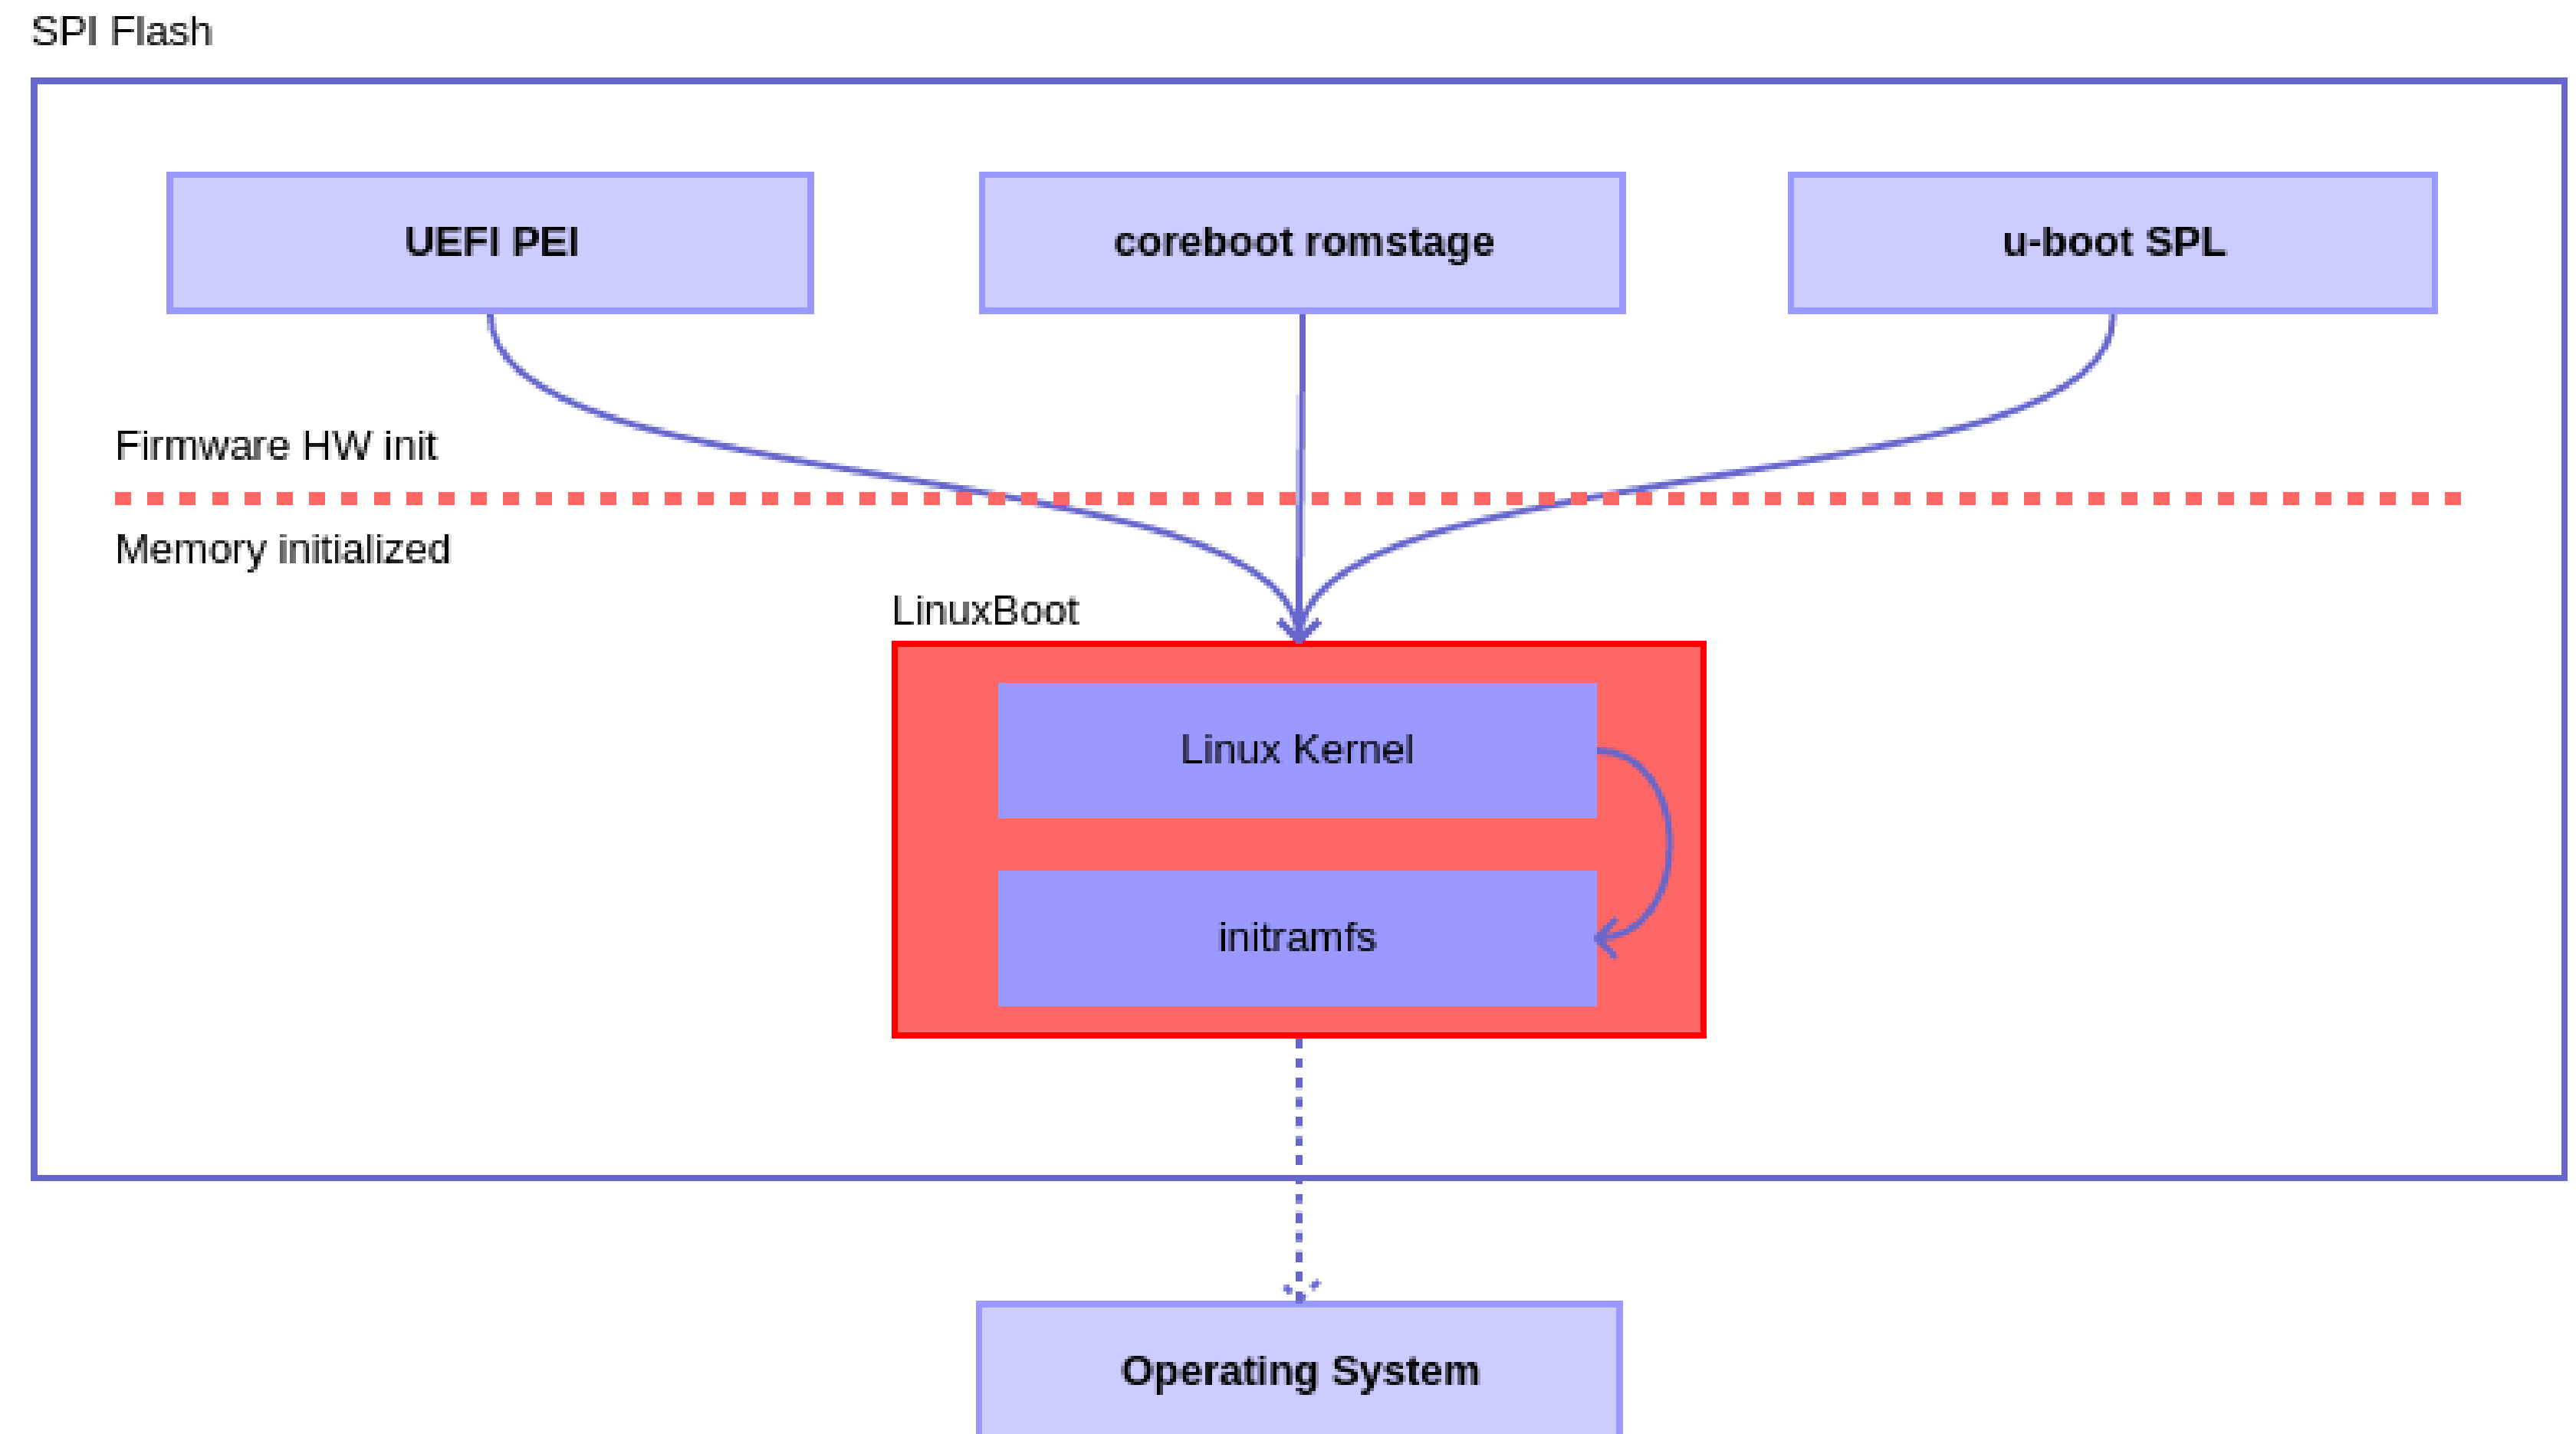 SPI Flash
UEFI PEI
coreboot romstage
u-boot SPL
Firmware HW init
Memory initialized
LinuxBoot
Linux Kernel
initramfs
Operating System